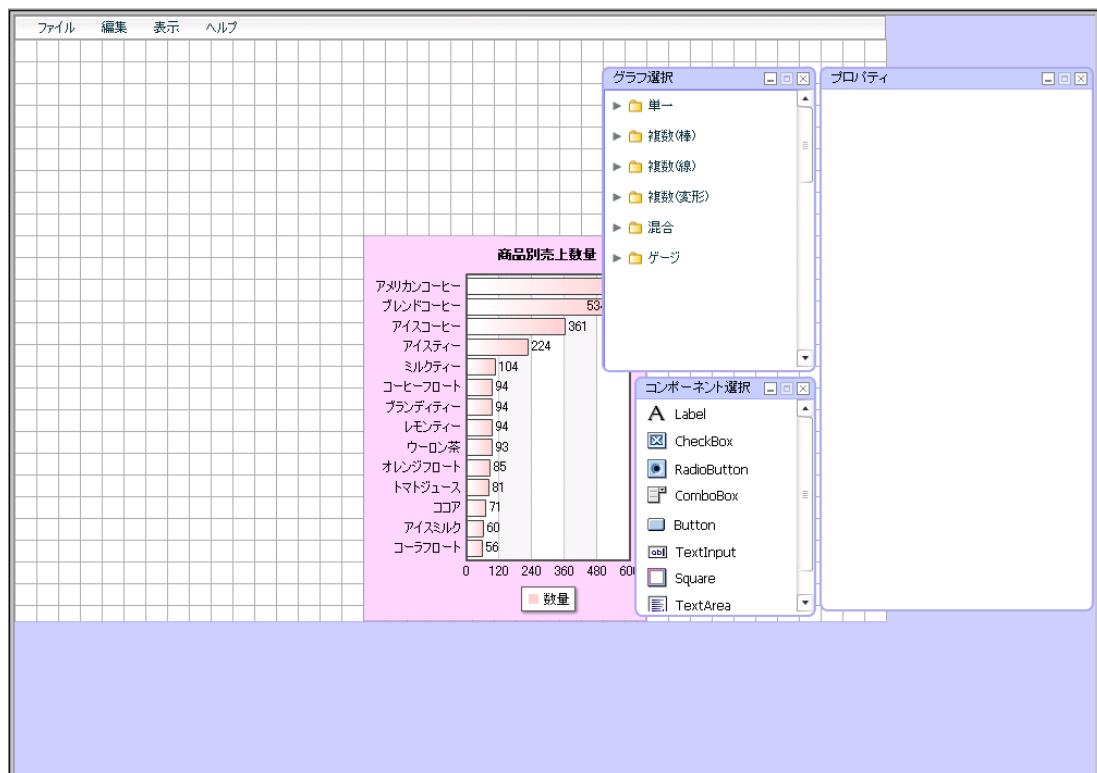 ファイル 編集 表示 ヘルプ
グラフ選択
単一
複数(棒)
複数(線)
複数(変形)
混合
ゲージ
プロパティ
商品別売上数量
アメリカンコーヒー
ブレンドコーヒー
アイスコーヒー 361
アイスティー 224
ミルクティー 104
コーヒーフロート 94
ブランディティー 94
レモンティー 94
ウーロン茶 93
オレンジフロート 85
トマトジュース 81
ココア 71
アイスミルク 60
コーラフロート 56
0 120 240 360 480
数量
コンポーネント選択
Label
CheckBox
RadioButton
ComboBox
Button
TextInput
Square
TextArea